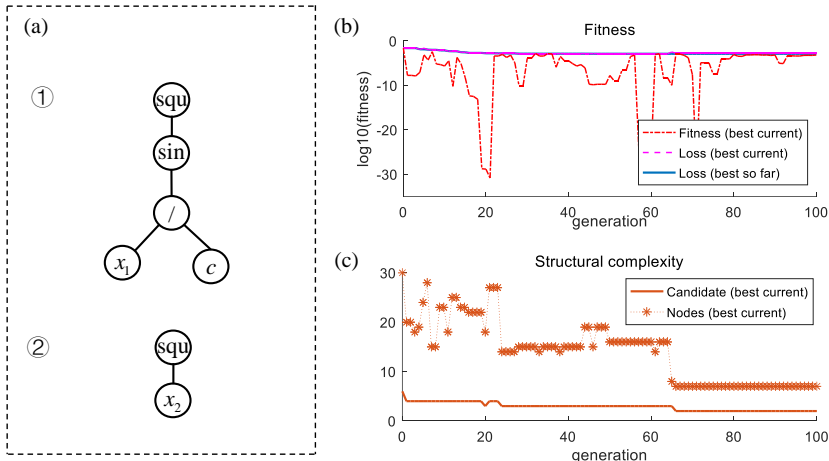 (a)
①
squ
sin
/
x₁
c
②
squ
x₂
(b)
Fitness
log10(fitness)
0
-10
-20
-30
0
20
40
60
80
100
generation
Fitness (best current)
Loss (best current)
Loss (best so far)
(c)
Structural complexity
30
20
10
0
0
20
40
60
80
100
generation
Candidate (best current)
Nodes (best current)